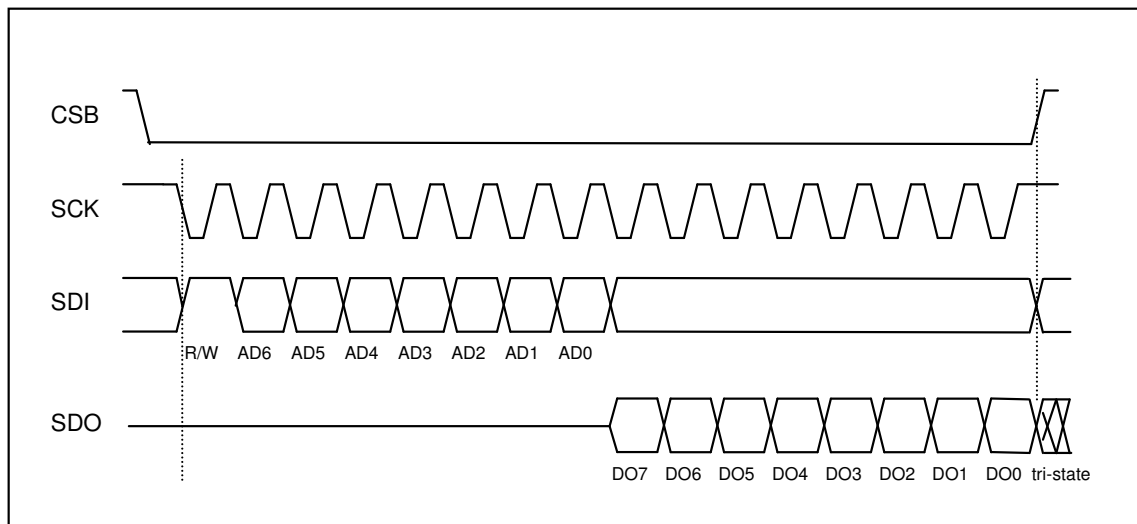 CSB
SCK
SDI
R/W AD6 AD5 AD4 AD3 AD2 AD1 AD0
SDO
DO7 DO6 DO5 DO4 DO3 DO2 DO1 DO0 tri-state